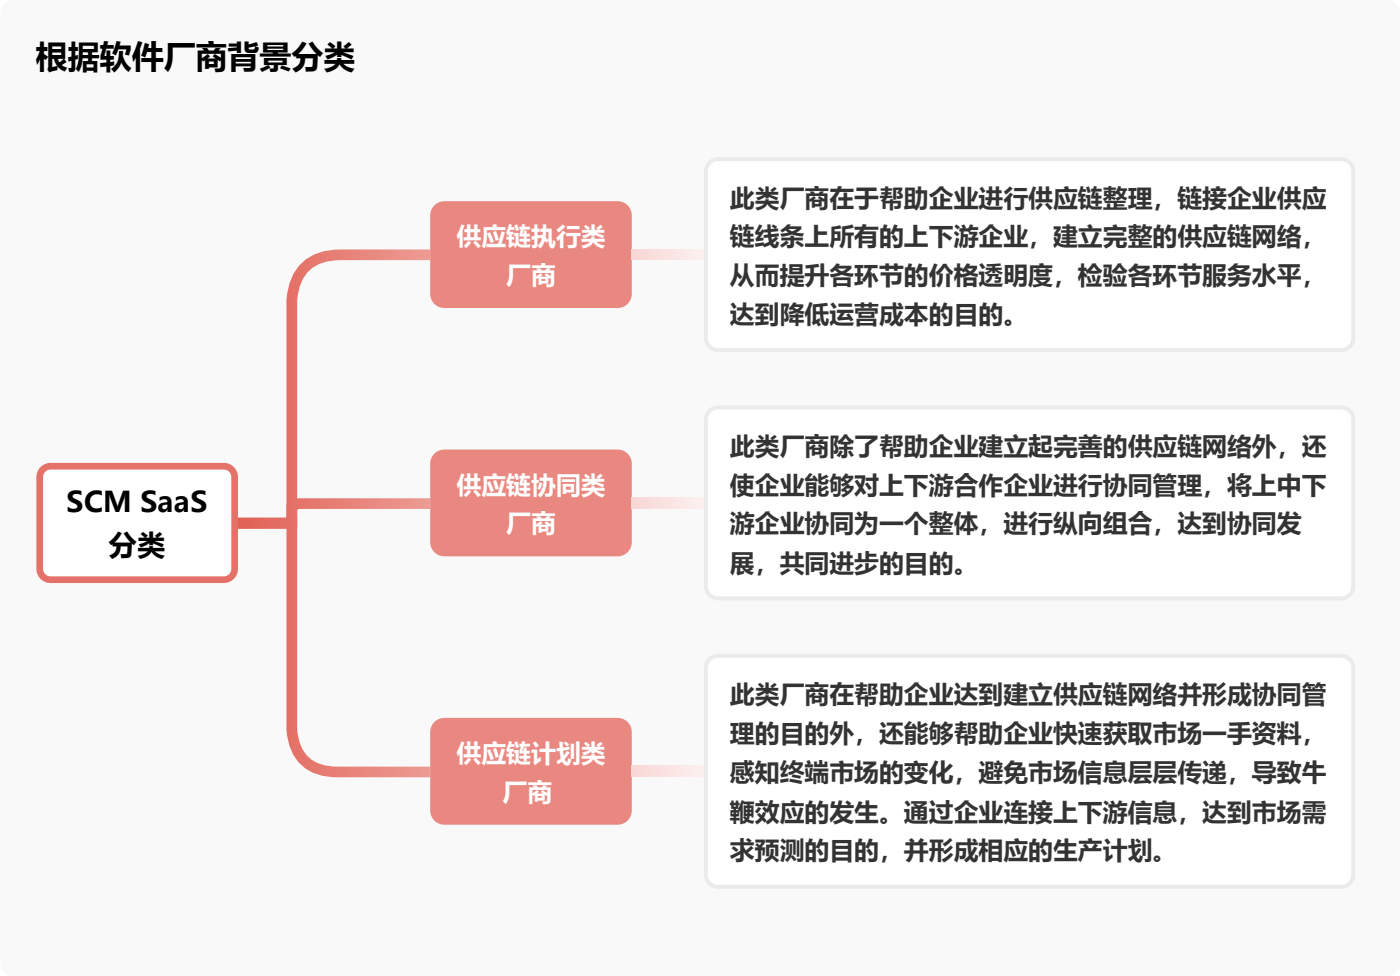 根据软件厂商背景分类
供应链执行类
厂商
此类厂商在于帮助企业进行供应链整理，链接企业供应
链线条上所有的上下游企业，建立完整的供应链网络，
从而提升各环节的价格透明度，检验各环节服务水平，
达到降低运营成本的目的。
SCM SaaS
分类
供应链协同类
厂商
此类厂商除了帮助企业建立起完善的供应链网络外，还
使企业能够对上下游合作企业进行协同管理，将上中下
游企业协同为一个整体，进行纵向组合，达到协同发
展，共同进步的目的。
供应链计划类
厂商
此类厂商在帮助企业达到建立供应链网络并形成协同管
理的目的外，还能够帮助企业快速获取市场一手资料，
感知终端市场的变化，避免市场信息层层传递，导致牛
鞭效应的发生。通过企业连接上下游信息，达到市场需
求预测的目的，并形成相应的生产计划。